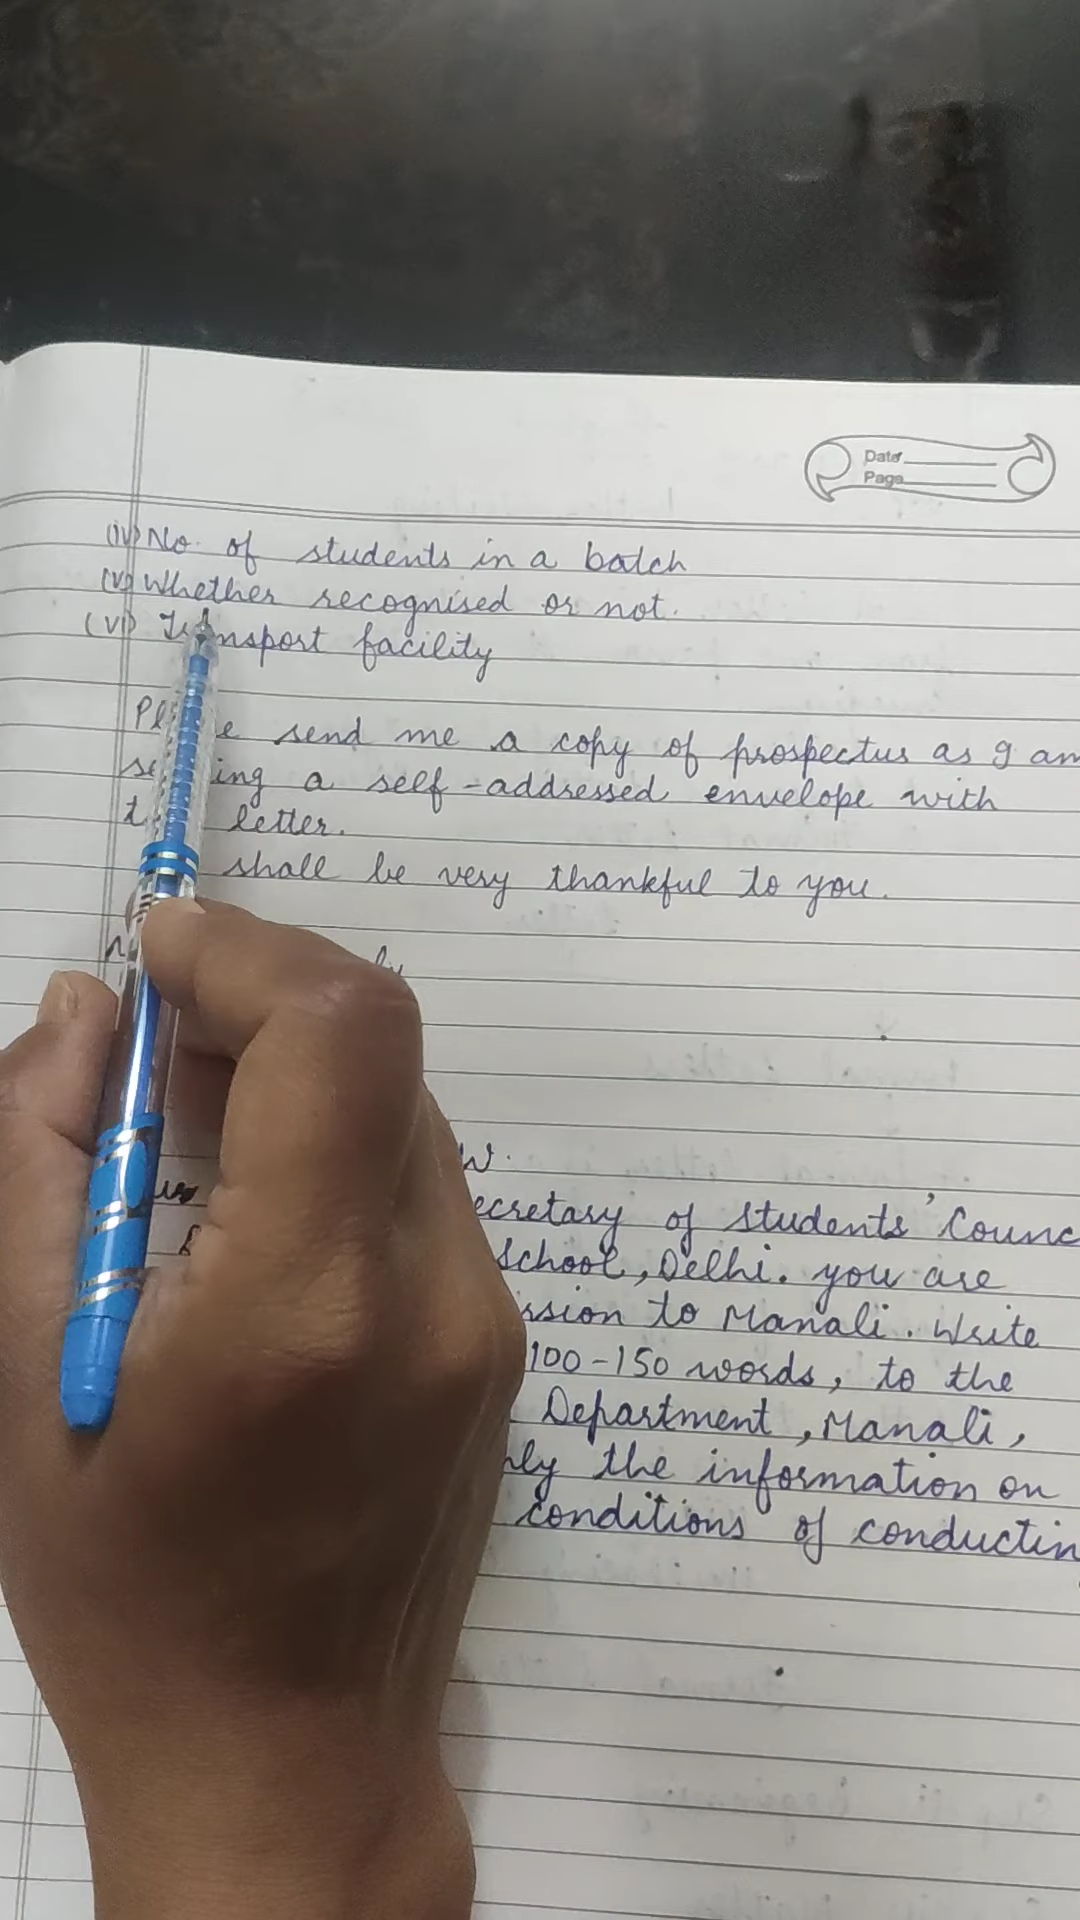 Date
Page
(iv) No. of students in a batch
(v) Whether recognised or not.
(vi) Transport facility
send me a copy of prospectus as I am
a self-addressed envelope with
letter.
shall be very thankful to you.
W.
of students' Counc
School, Delhi. you are
to Manali. Write
100-150 words, to the
Department, Manali,
the information on
conditions of conductin